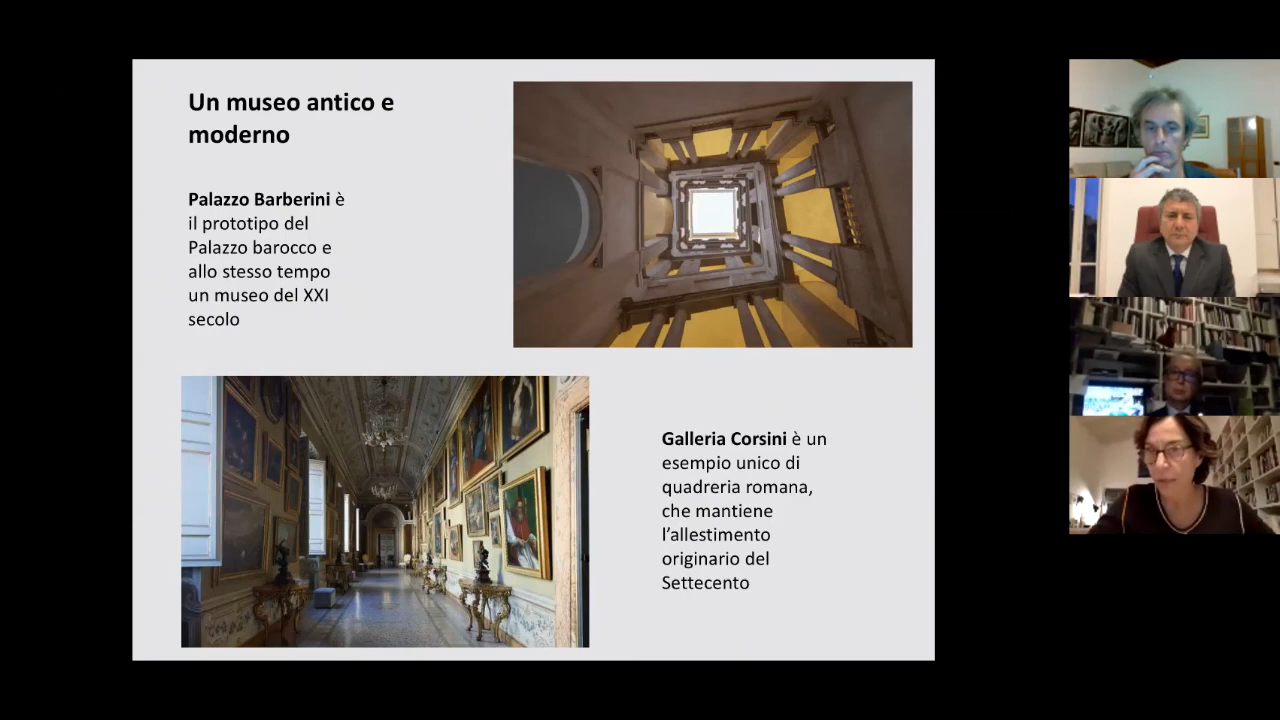 Un museo antico e
moderno
Palazzo Barberini è
il prototipo del
Palazzo barocco e
allo stesso tempo
un museo del XXI
secolo
Galleria Corsini è un
esempio unico di
quadreria romana,
che mantiene
l'allestimento
originario del
Settecento